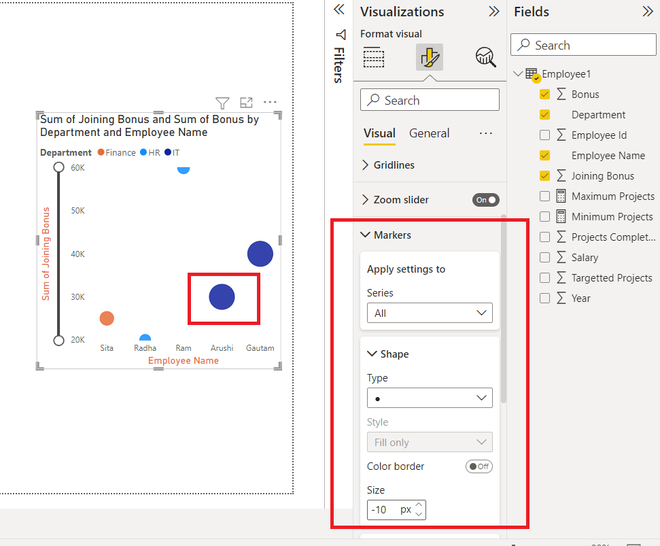 Visualizations
Format visual
Search
Visual General ...
Gridlines
Zoom slider On
Markers
Apply settings to
Series
All
Shape
Type
Style
Fill only
Color border Off
Size
-10 px
Filters
Fields
Search
Employee1
Bonus
Department
Employee Id
Employee Name
Joining Bonus
Maximum Projects
Minimum Projects
Projects Complet...
Salary
Targetted Projects
Year
Sum of Joining Bonus and Sum of Bonus by
Department and Employee Name
Department Finance HR IT
Sum of Joining Bonus
60K
50K
40K
30K
20K
Sita Radha Ram Arushi Gautam
Employee Name